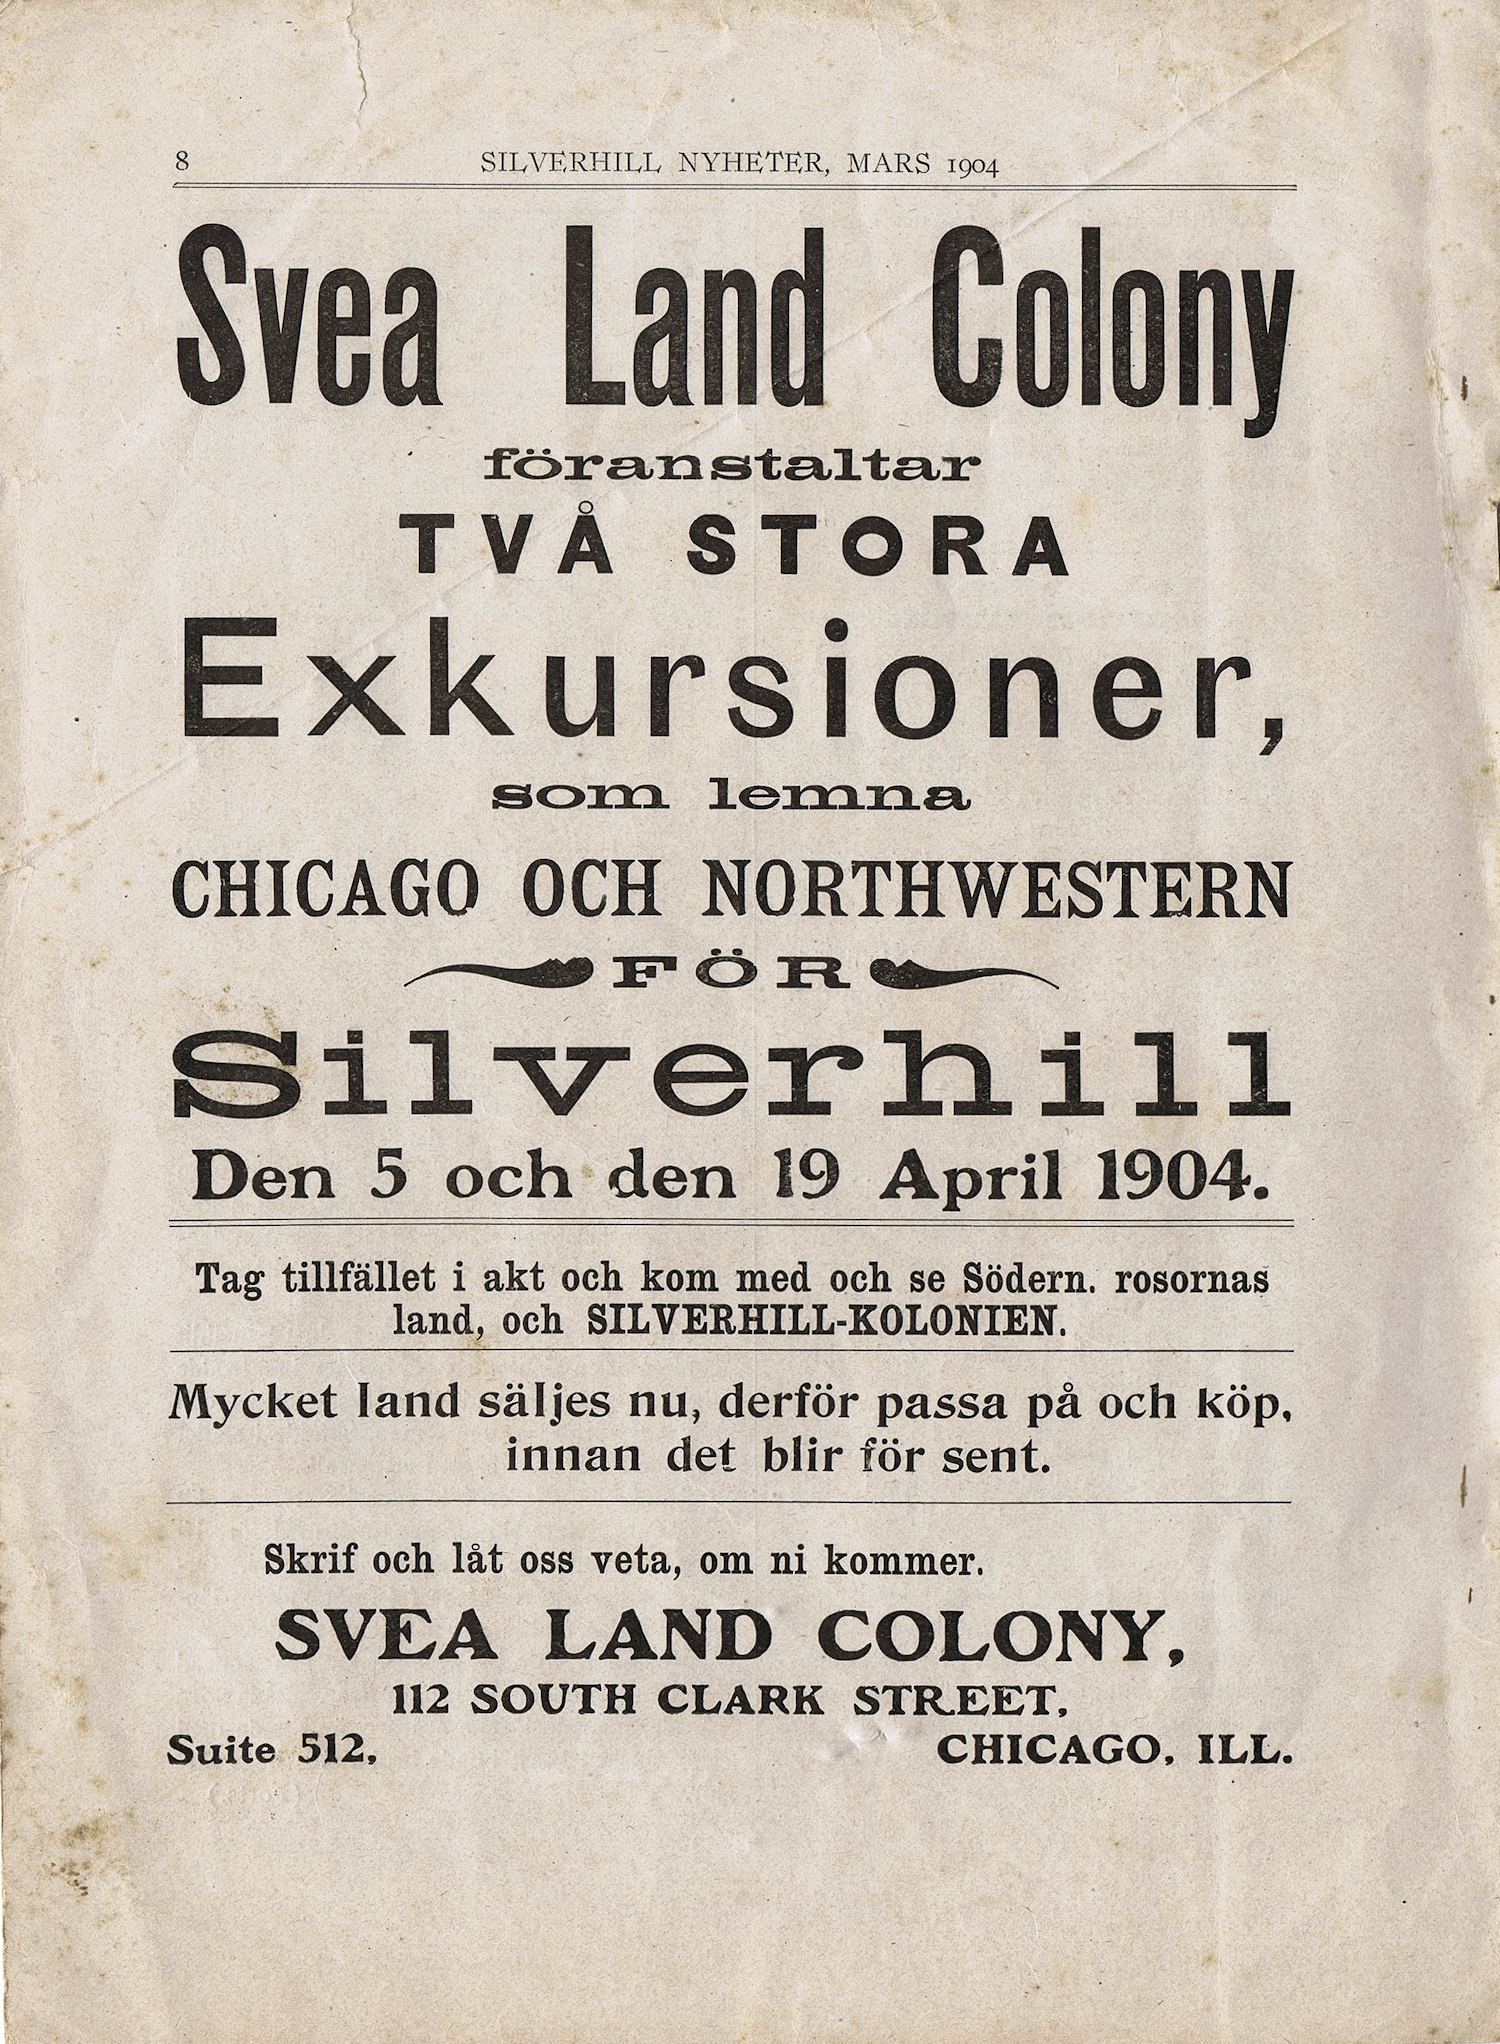 8 SILVERHILL NYHETER, MARS 1904
Svea Land Colony
föranstaltar
TVÅ STORA
Exkursioner,
som lemna
CHICAGO OCH NORTHWESTERN
FÖR
Silverhill
Den 5 och den 19 April 1904.
Tag tillfället i akt och kom med och se Södern. rosornas
land, och SILVERHILL-KOLONIEN.
Mycket land säljes nu, derför passa på och köp,
innan det blir för sent.
Skrif och låt oss veta, om ni kommer.
SVEA LAND COLONY,
112 SOUTH CLARK STREET,
Suite 512, CHICAGO, ILL.